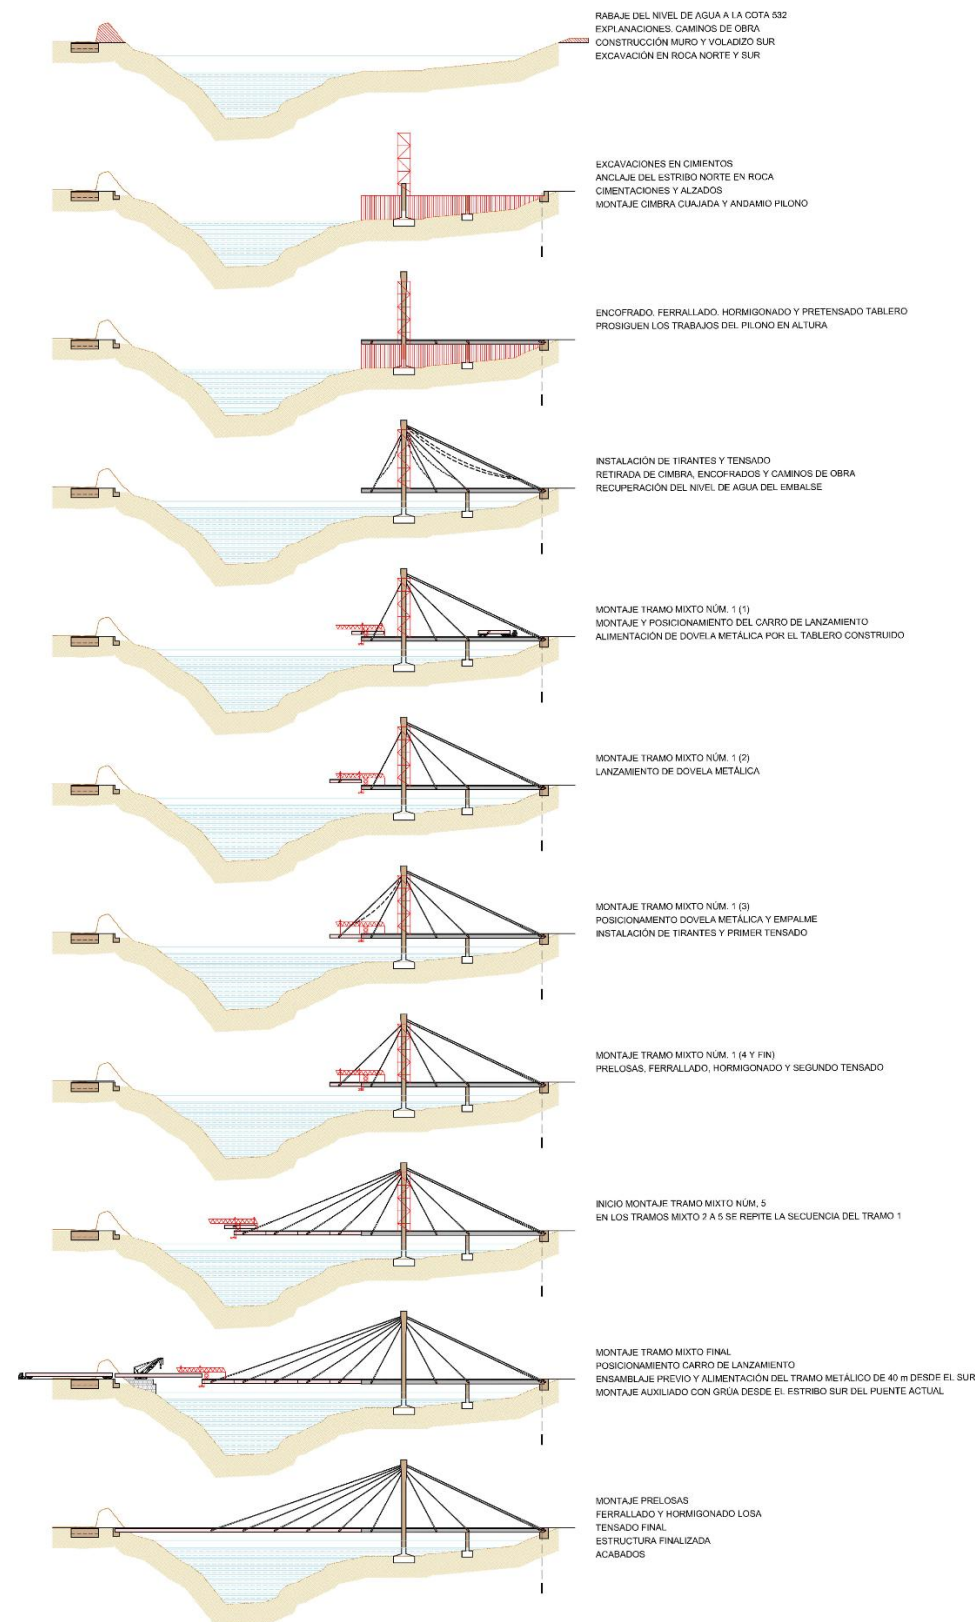 RABAJE DEL NIVEL DE AGUA A LA COTA 532
EXPLANACIONES. CAMINOS DE OBRA
CONSTRUCCIÓN MURO Y VOLADIZO SUR
EXCAVACIÓN EN ROCA NORTE Y SUR
EXCAVACIONES EN CIMIENTOS
ANCLAJE DEL ESTRIBO NORTE EN ROCA
CIMENTACIONES Y ALZADOS
MONTAJE CIMBRA CUAJADA Y ANDAMIO PILONO
ENCOFRADO, FERRALLADO, HORMIGONADO Y PRETENSADO TABLERO
PROSIGUEN LOS TRABAJOS DEL PILONO EN ALTURA
INSTALACIÓN DE TIRANTES Y TENSADO
RETIRADA DE CIMBRA, ENCOFRADOS Y CAMINOS DE OBRA
RECUPERACIÓN DEL NIVEL DE AGUA DEL EMBALSE
MONTAJE TRAMO MIXTO NÚM. 1 (1)
MONTAJE Y POSICIONAMIENTO DEL CARRO DE LANZAMIENTO
ALIMENTACIÓN DE DOVELA METÁLICA POR EL TABLERO CONSTRUIDO
MONTAJE TRAMO MIXTO NÚM. 1 (2)
LANZAMIENTO DE DOVELA METÁLICA
MONTAJE TRAMO MIXTO NÚM. 1 (3)
POSICIONAMENTO DOVELA METÁLICA Y EMPALME
INSTALACIÓN DE TIRANTES Y PRIMER TENSADO
MONTAJE TRAMO MIXTO NÚM. 1 (4 Y FIN)
PRELOSAS, FERRALLADO, HORMIGONADO Y SEGUNDO TENSADO
INICIO MONTAJE TRAMO MIXTO NÚM, 5
EN LOS TRAMOS MIXTO 2 A 5 SE REPITE LA SECUENCIA DEL TRAMO 1
MONTAJE TRAMO MIXTO FINAL
POSICIONAMIENTO CARRO DE LANZAMIENTO
ENSAMBLAJE PREVIO Y ALIMENTACIÓN DEL TRAMO METÁLICO DE 40 m DESDE EL SUR
MONTAJE AUXILIADO CON GRÚA DESDE EL ESTRIBO SUR DEL PUENTE ACTUAL
MONTAJE PRELOSAS
FERRALLADO Y HORMIGONADO LOSA
TENSADO FINAL
ESTRUCTURA FINALIZADA
ACABADOS